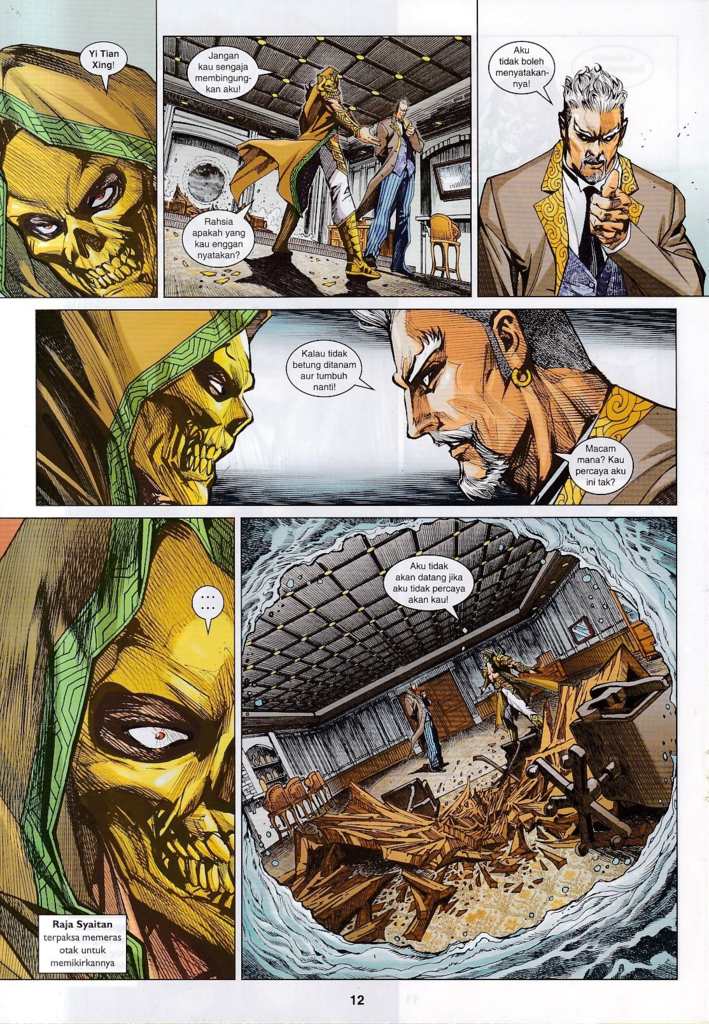 Yi Tian
Xing!
Jangan
kau sengaja
membingung-
kan aku!
Rahsia
apakah yang
kau enggan
nyatakan?
Aku
tidak boleh
menyatakan-
nya!
Kalau tidak
betung ditanam
aur tumbuh
nanti!
Macam
mana? Kau
percaya aku
ini tak?
...
...
Raja Syaitan
terpaksa memeras
otak untuk
memikirkannya
Aku tidak
akan datang jika
aku tidak percaya
akan kau!
12